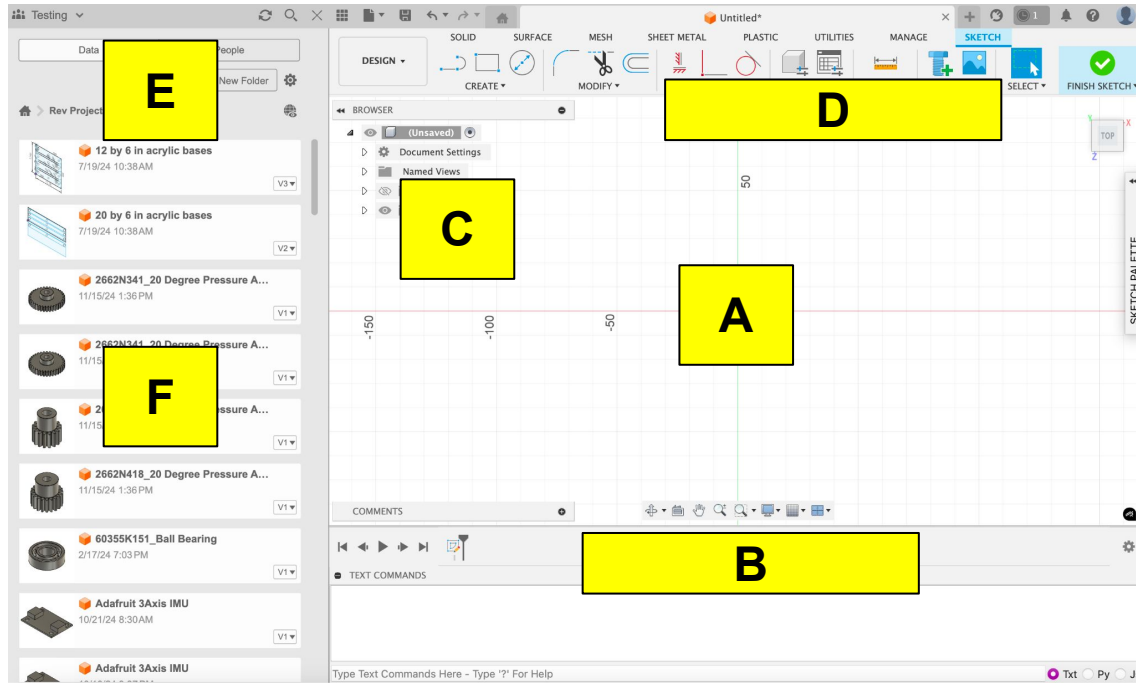 Testing
Untitled*
1
Data
People
New Folder
Rev Project
12 by 6 in acrylic bases
7/19/24 10:38AM
V3
20 by 6 in acrylic bases
7/19/24 10:38AM
V2
2662N341_20 Degree Pressure A...
11/15/24 1:36PM
V1
2662N341_20 Degree Pressure A...
11/15
V1
ssure A...
11/15
V1
2662N418_20 Degree Pressure A...
11/15/24 1:36PM
V1
60355K151_Ball Bearing
2/17/24 7:03PM
V1
Adafruit 3Axis IMU
10/21/24 8:30AM
V1
Adafruit 3Axis IMU
E
F
SOLID SURFACE MESH SHEET METAL PLASTIC UTILITIES MANAGE SKETCH
DESIGN
CREATE
MODIFY
SELECT
FINISH SKETCH
D
BROWSER
(Unsaved)
Document Settings
Named Views
C
A
50
-150
-100
-50
Y
X
TOP
Z
SKETCH PALETTE
COMMENTS
B
TEXT COMMANDS
Type Text Commands Here - Type '?' For Help
Txt Py J